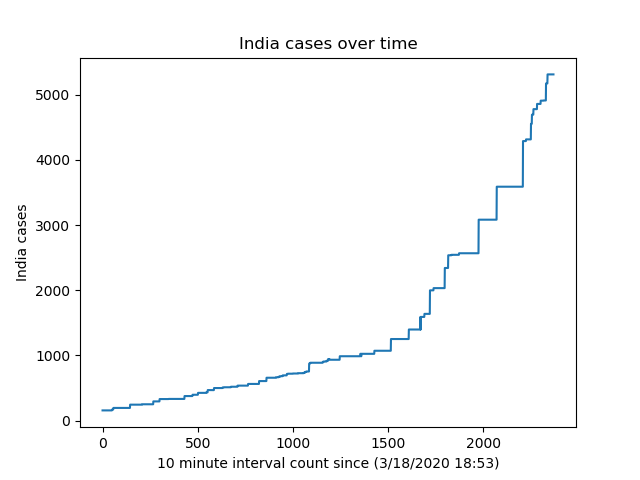 India cases over time
5000
4000
3000
2000
1000
0
India cases
0 500 1000 1500 2000
10 minute interval count since (3/18/2020 18:53)